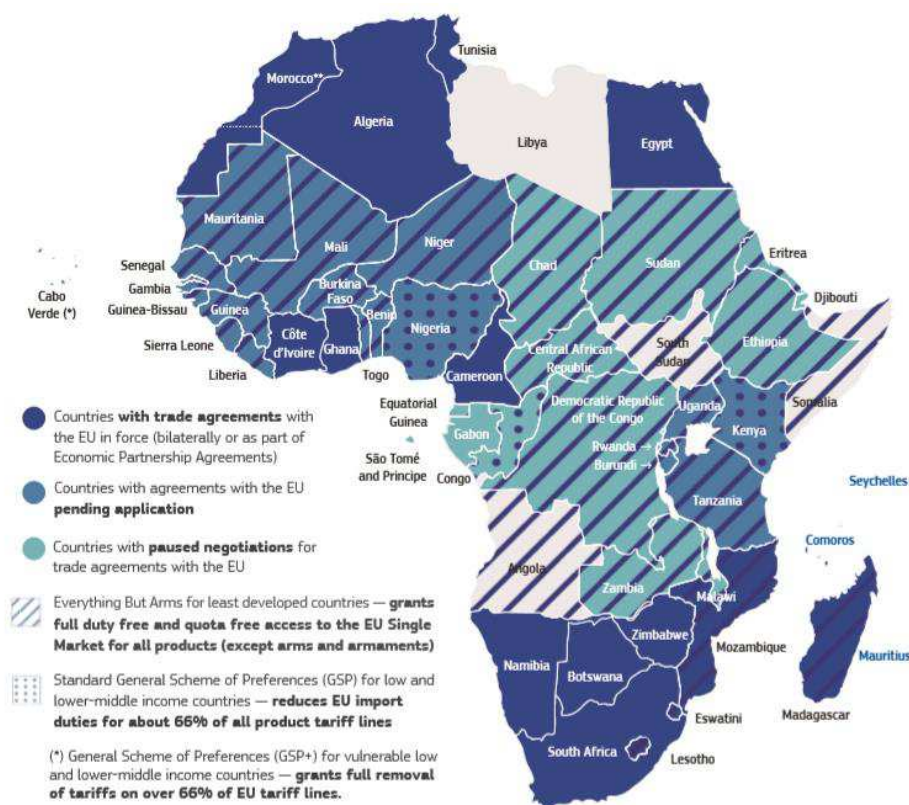 Tunisia
Morocco**
Algeria
Libya
Egypt
Mauritania
Mali
Niger
Chad
Sudan
Eritrea
Senegal
Gambia
Cabo
Verde (*)
Guinea-Bissau
Guinea
Burkina
Faso
Benin
Nigeria
Djibouti
Côte
d'Ivoire
Ghana
Sierra Leone
Liberia
Togo
Cameroon
Central African
Republic
South
Sudan
Ethiopia
Somalia
Equatorial
Guinea
Gabon
São Tomé
and Principe
Congo
Democratic Republic
of the Congo
Uganda
Kenya
Rwanda →
Burundi →
Tanzania
Seychelles
Comoros
Angola
Zambia
Malawi
Zimbabwe
Mozambique
Mauritius
Namibia
Botswana
Madagascar
Eswatini
South Africa
Lesotho
Countries with trade agreements with
the EU in force (bilaterally or as part of
Economic Partnership Agreements)
Countries with agreements with the EU
pending application
Countries with paused negotiations for
trade agreements with the EU
Everything But Arms for least developed countries — grants
full duty free and quota free access to the EU Single
Market for all products (except arms and armaments)
Standard General Scheme of Preferences (GSP) for low and
lower-middle income countries — reduces EU import
duties for about 66% of all product tariff lines
(*) General Scheme of Preferences (GSP+) for vulnerable low
and lower-middle income countries — grants full removal
of tariffs on over 66% of EU tariff lines.